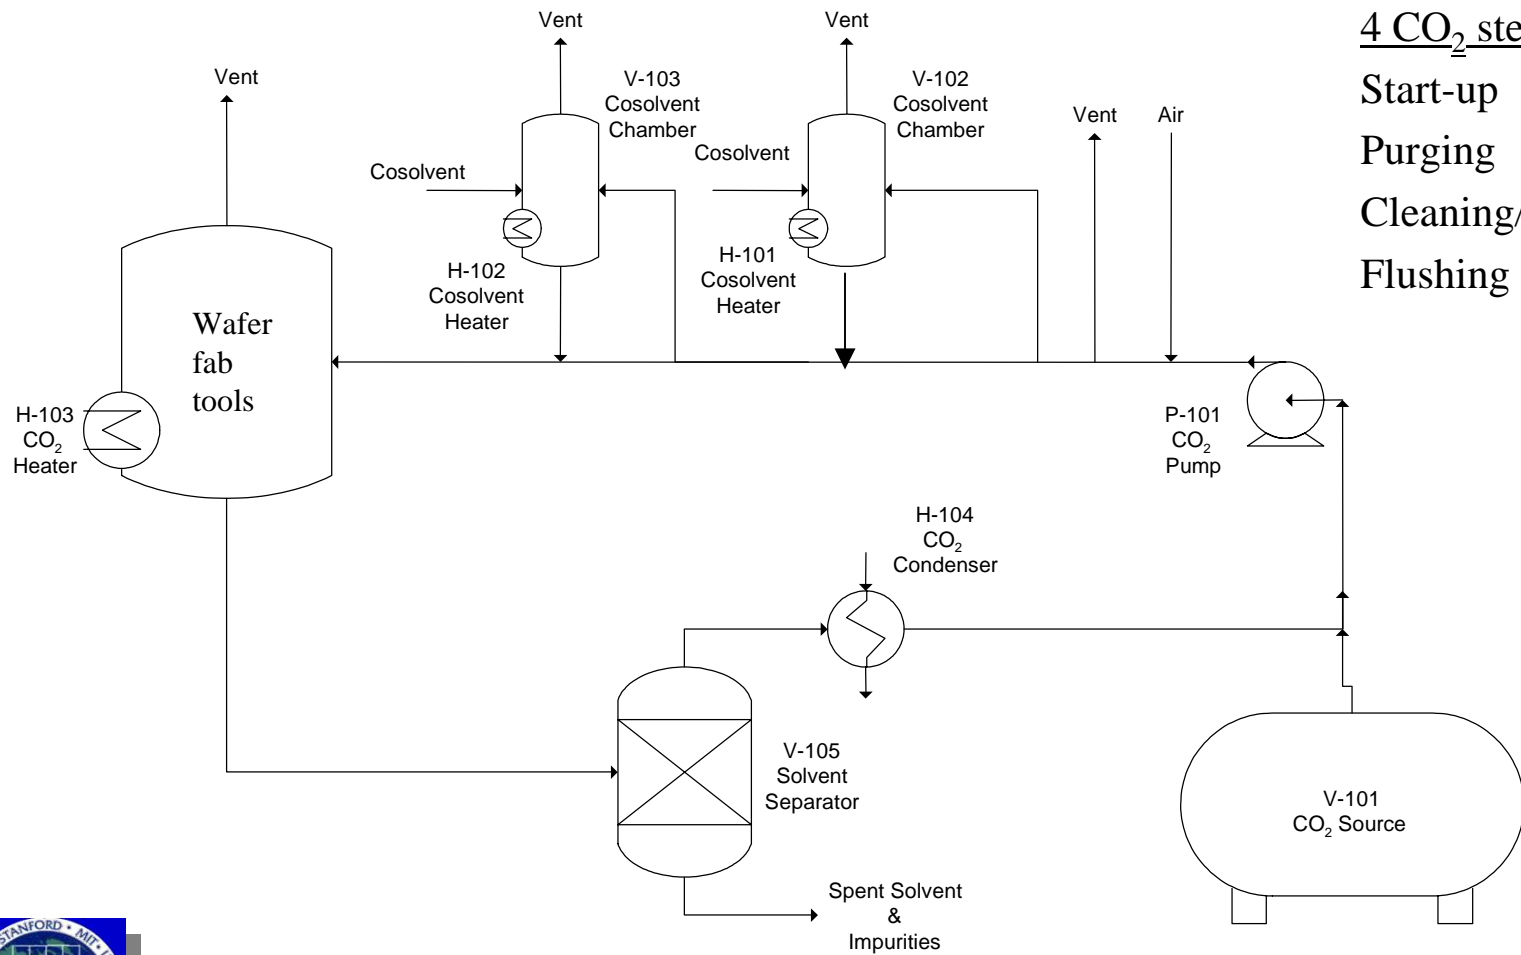 Vent
Vent
Vent
V-103
Cosolvent
Chamber
V-102
Cosolvent
Chamber
Vent
Air
4 CO₂ ste
Start-up
Purging
Cleaning/
Flushing
Cosolvent
Cosolvent
H-102
Cosolvent
Heater
H-101
Cosolvent
Heater
Wafer
fab
tools
H-103
CO₂
Heater
P-101
CO₂
Pump
H-104
CO₂
Condenser
V-105
Solvent
Separator
V-101
CO₂ Source
Spent Solvent
&
Impurities
STANFORD • MIT •